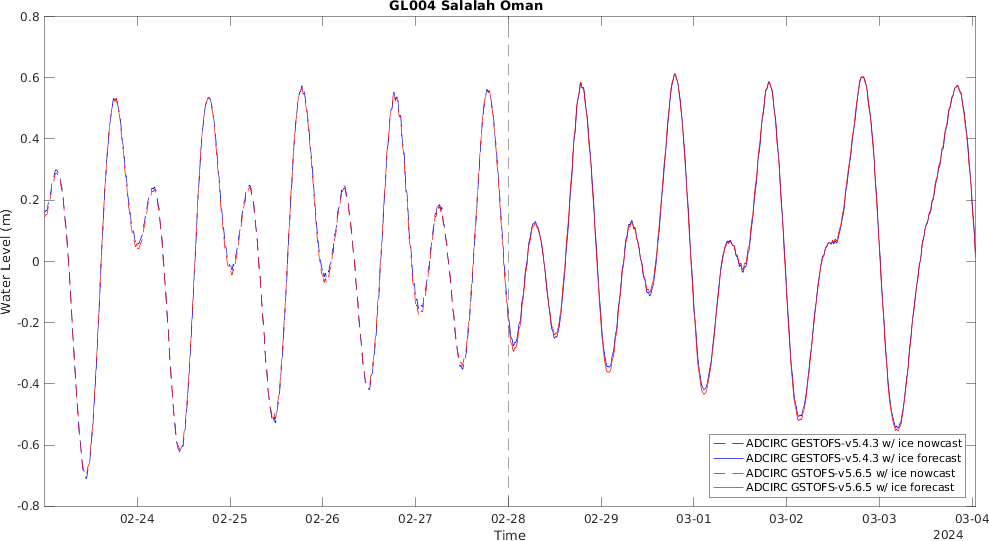 GL004 Salalah Oman
0.8
0.6
0.4
0.2
0
-0.2
-0.4
-0.6
-0.8
Water Level (m)
02-24 02-25 02-26 02-27 02-28 02-29 03-01 03-02 03-03 03-04
Time
2024
ADCIRC GESTOFS-v5.4.3 w/ ice nowcast
ADCIRC GESTOFS-v5.4.3 w/ ice forecast
ADCIRC GSTOFS-v5.6.5 w/ ice nowcast
ADCIRC GSTOFS-v5.6.5 w/ ice forecast